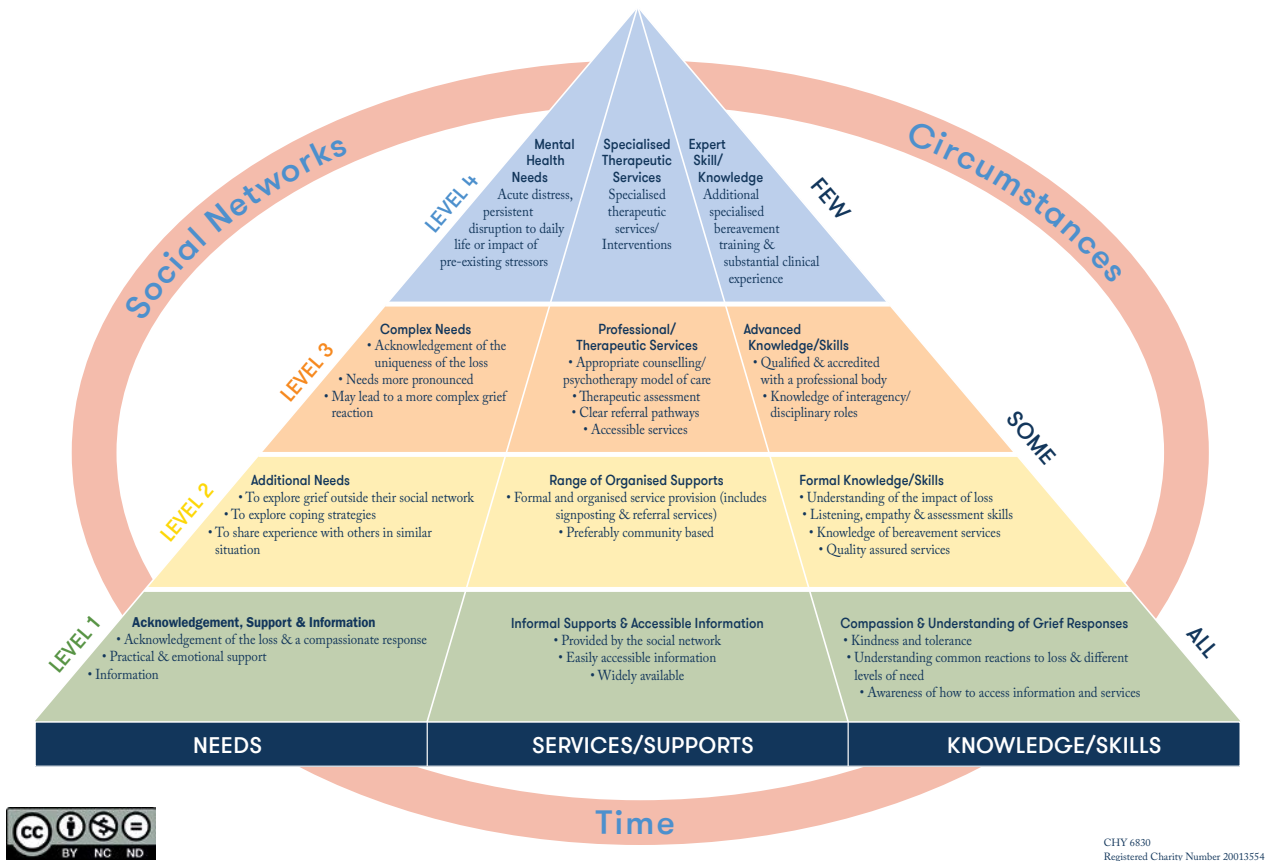 Social Networks
Circumstances
LEVEL 4
Mental
Health
Needs
Acute distress,
persistent
disruption to daily
life or impact of
pre-existing stressors
Specialised
Therapeutic
Services
Specialised
therapeutic
services/
Interventions
Expert
Skill/
Knowledge
Additional
specialised
bereavement
training &
substantial clinical
experience
FEW
LEVEL 3
Complex Needs
• Acknowledgement of the
uniqueness of the loss
• Needs more pronounced
• May lead to a more complex grief
reaction
Professional/
Therapeutic Services
• Appropriate counselling/
psychotherapy model of care
• Therapeutic assessment
• Clear referral pathways
• Accessible services
Advanced
Knowledge/Skills
• Qualified & accredited
with a professional body
• Knowledge of interagency/
disciplinary roles
SOME
LEVEL 2
Additional Needs
• To explore grief outside their social network
• To explore coping strategies
• To share experience with others in similar
situation
Range of Organised Supports
• Formal and organised service provision (includes
signposting & referral services)
• Preferably community based
Formal Knowledge/Skills
• Understanding of the impact of loss
• Listening, empathy & assessment skills
• Knowledge of bereavement services
• Quality assured services
LEVEL 1
Acknowledgement, Support & Information
• Acknowledgement of the loss & a compassionate response
• Practical & emotional support
• Information
Informal Supports & Accessible Information
• Provided by the social network
• Easily accessible information
• Widely available
Compassion & Understanding of Grief Responses
• Kindness and tolerance
• Understanding common reactions to loss & different
levels of need
• Awareness of how to access information and services
ALL
NEEDS
SERVICES/SUPPORTS
KNOWLEDGE/SKILLS
Time
cc
BY NC ND
CHY 6830
Registered Charity Number 20013554